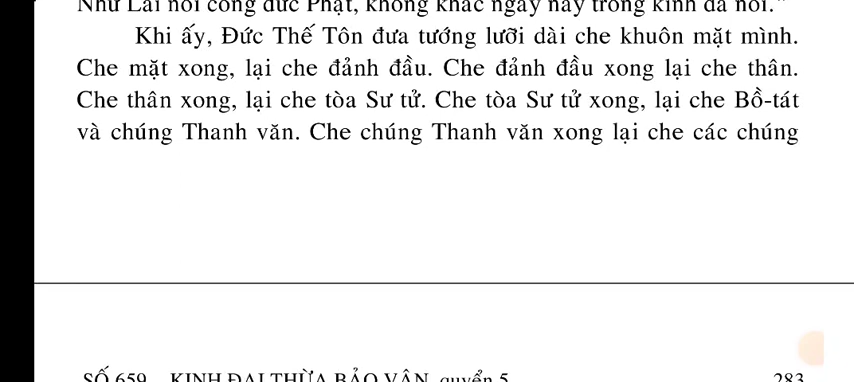 Như Lai nói công đức Phật, không khác ngày nay trong kinh đã nói."
Khi ấy, Đức Thế Tôn đưa tướng lưỡi dài che khuôn mặt mình.
Che mặt xong, lại che đảnh đầu. Che đảnh đầu xong lại che thân.
Che thân xong, lại che tòa Sư tử. Che tòa Sư tử xong, lại che Bồ-tát
và chúng Thanh văn. Che chúng Thanh văn xong lại che các chúng
SỐ 659 KINH ĐẠI THỪA BẢO VÂN, quyển 5
283